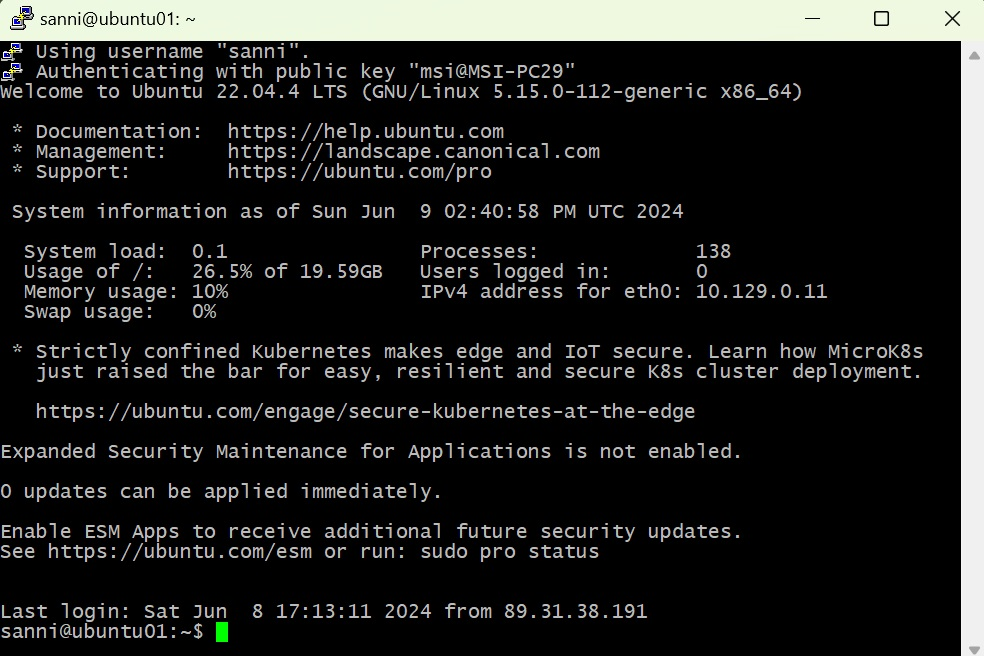 sanni@ubuntu01: ~
Using username "sanni".
Authenticating with public key "msi@MSI-PC29"
Welcome to Ubuntu 22.04.4 LTS (GNU/Linux 5.15.0-112-generic x86_64)
* Documentation:  https://help.ubuntu.com
* Management:     https://landscape.canonical.com
* Support:        https://ubuntu.com/pro
System information as of Sun Jun  9 02:40:58 PM UTC 2024
System load:  0.1                Processes:             138
Usage of /:   26.5% of 19.59GB   Users logged in:       0
Memory usage: 10%                IPv4 address for eth0: 10.129.0.11
Swap usage:   0%
* Strictly confined Kubernetes makes edge and IoT secure. Learn how MicroK8s
just raised the bar for easy, resilient and secure K8s cluster deployment.
https://ubuntu.com/engage/secure-kubernetes-at-the-edge
Expanded Security Maintenance for Applications is not enabled.
0 updates can be applied immediately.
Enable ESM Apps to receive additional future security updates.
See https://ubuntu.com/esm or run: sudo pro status
Last login: Sat Jun  8 17:13:11 2024 from 89.31.38.191
sanni@ubuntu01:~$